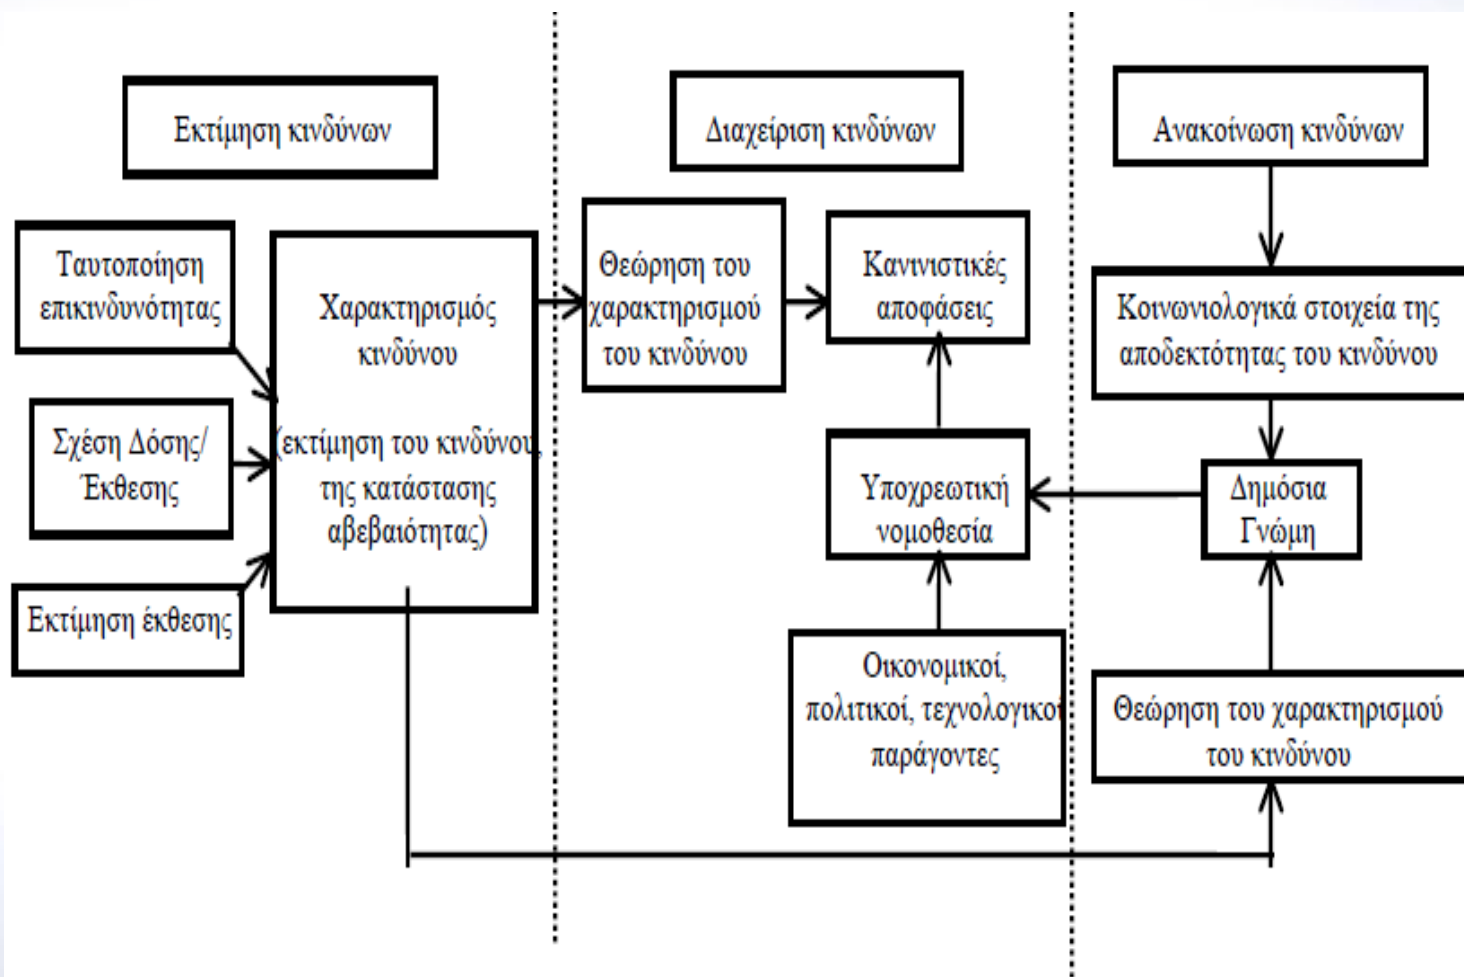 Εκτίμηση κινδύνων
Διαχείριση κινδύνων
Ανακοίνωση κινδύνων
Ταυτοποίηση
επικινδυνότητας
Σχέση Δόσης/
Έκθεσης
Εκτίμηση έκθεσης
Χαρακτηρισμός
κινδύνου
(εκτίμηση του κινδύνου,
της κατάστασης
αβεβαιότητας)
Θεώρηση του
χαρακτηρισμού
του κινδύνου
Κανινιστικές
αποφάσεις
Υποχρεωτική
νομοθεσία
Οικονομικοί,
πολιτικοί, τεχνολογικοί
παράγοντες
Κοινωνιολογικά στοιχεία της
αποδεκτότητας του κινδύνου
Δημόσια
Γνώμη
Θεώρηση του χαρακτηρισμού
του κινδύνου